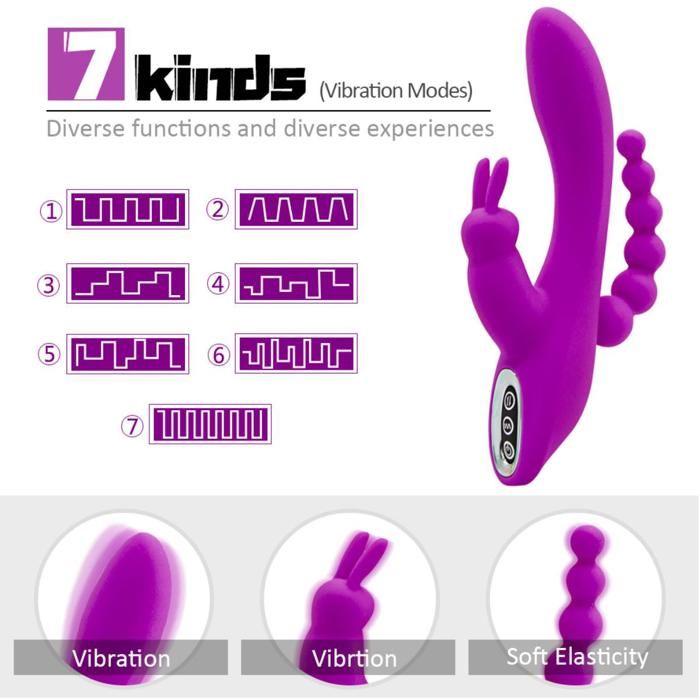 7 kinds (Vibration Modes)
Diverse functions and diverse experiences
① ②
③ ④
⑤ ⑥
⑦
Vibration Vibrtion Soft Elasticity